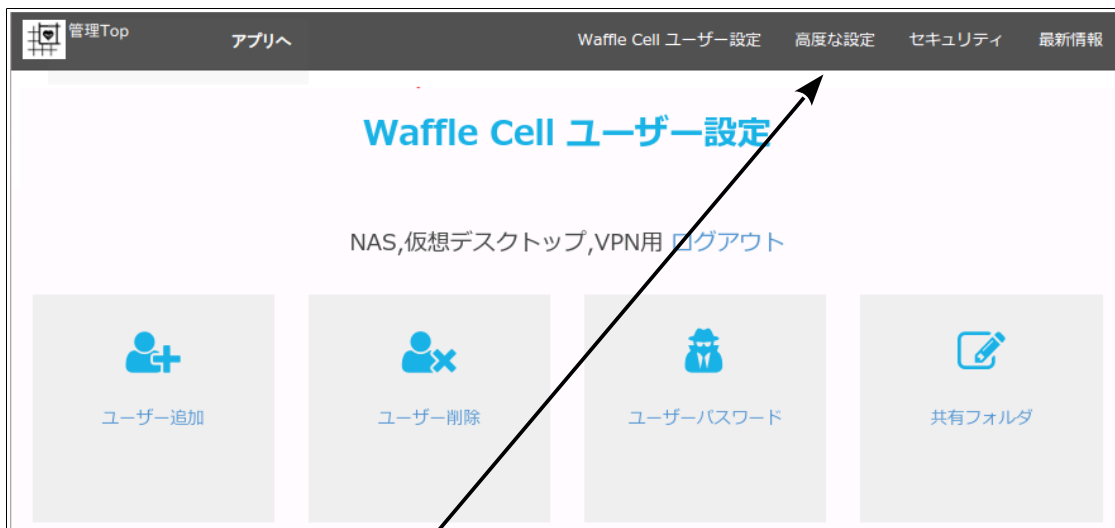 管理Top アプリへ Waffle Cell ユーザー設定 高度な設定 セキュリティ 最新情報
Waffle Cell ユーザー設定
NAS,仮想デスクトップ,VPN用 ログアウト
ユーザー追加 ユーザー削除 ユーザーパスワード 共有フォルダ